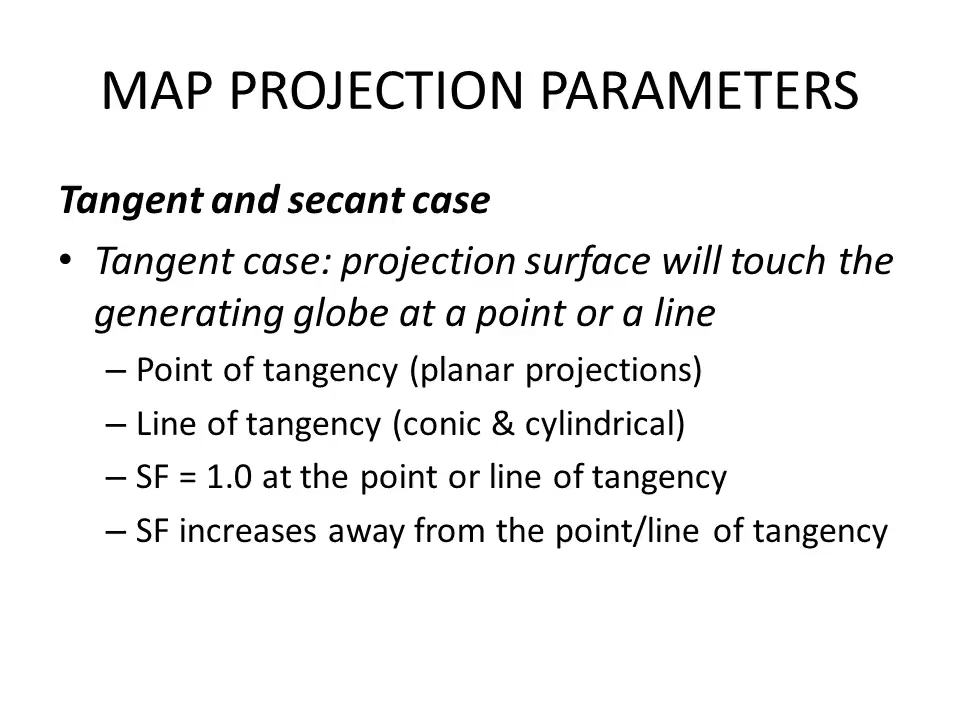 MAP PROJECTION PARAMETERS
Tangent and secant case
• Tangent case: projection surface will touch the
generating globe at a point or a line
– Point of tangency (planar projections)
– Line of tangency (conic & cylindrical)
– SF = 1.0 at the point or line of tangency
– SF increases away from the point/line of tangency